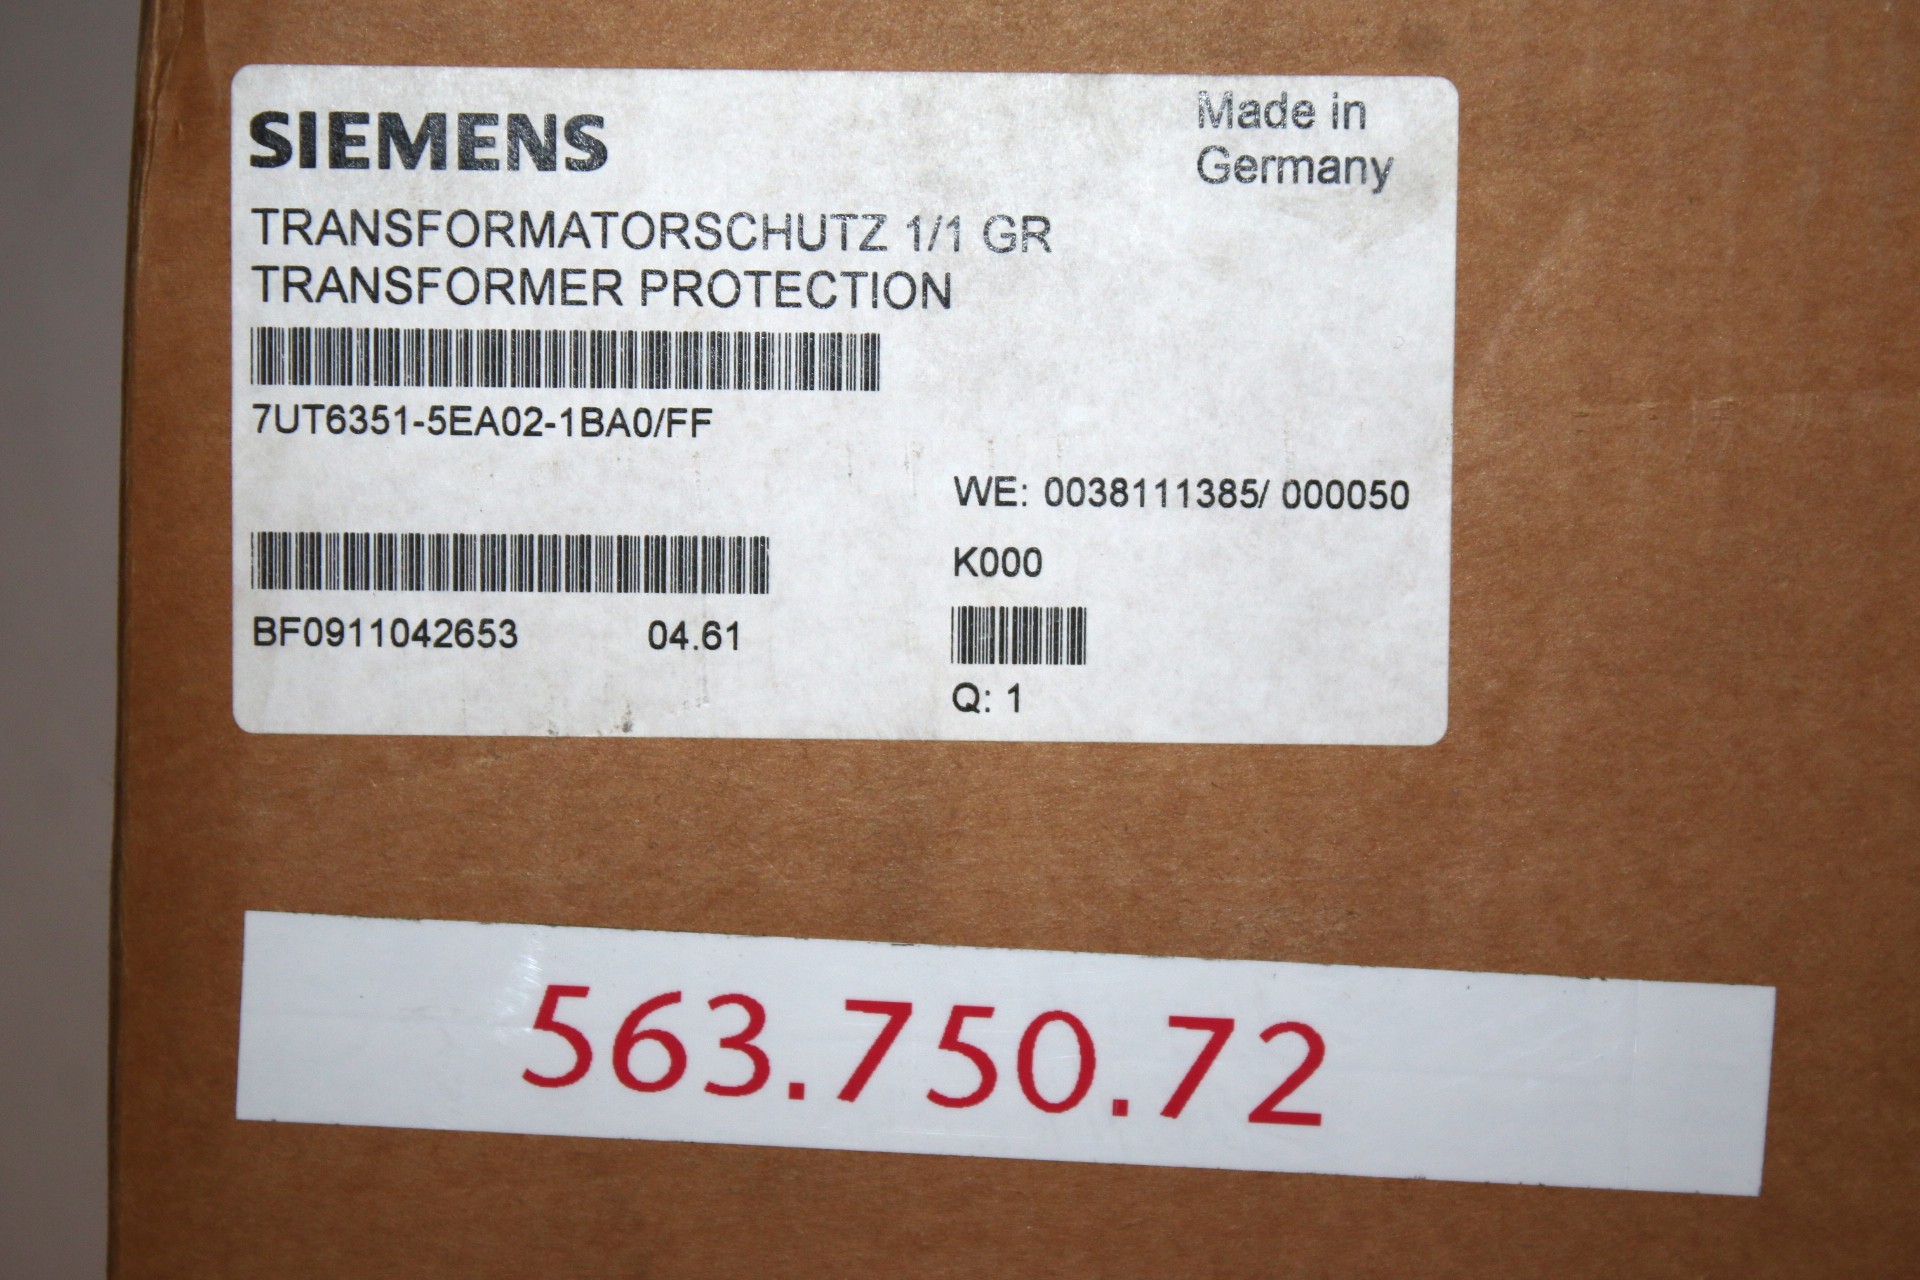 SIEMENS
Made in
Germany
TRANSFORMATORSCHUTZ 1/1 GR
TRANSFORMER PROTECTION
7UT6351-5EA02-1BA0/FF
WE: 0038111385/ 000050
K000
BF0911042653 04.61
Q: 1
563.750.72